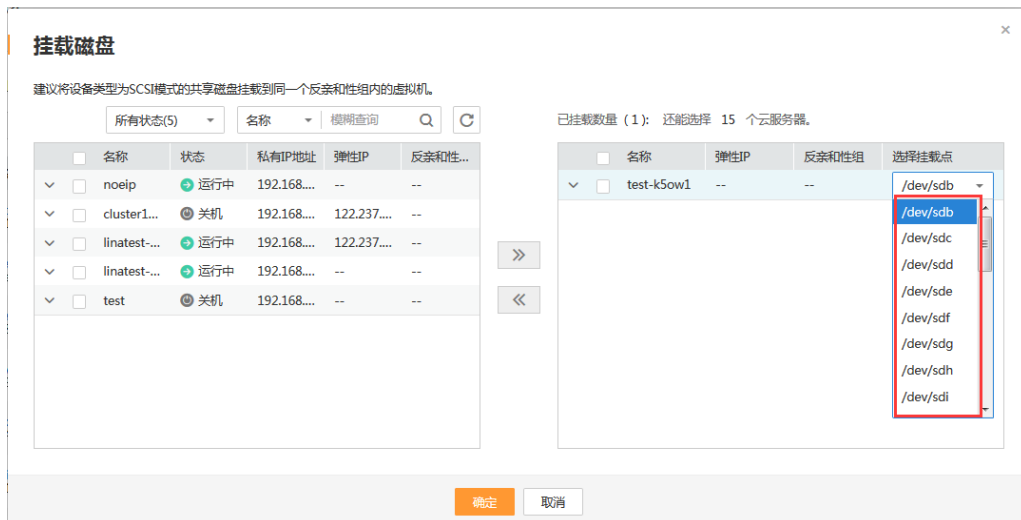 挂载磁盘
建议将设备类型为SCSI模式的共享磁盘挂载到同一个反亲和性组内的虚拟机。
所有状态(5) 名称 模糊查询
名称 状态 私有IP地址 弹性IP 反亲和性...
noeip 运行中 192.168.... -- --
cluster1... 关机 192.168.... 122.237.... --
linatest-... 运行中 192.168.... 122.237.... --
linatest-... 运行中 192.168.... -- --
test 关机 192.168.... -- --
已挂载数量 (1): 还能选择 15 个云服务器。
名称 弹性IP 反亲和性组 选择挂载点
test-k5ow1 -- -- /dev/sdb
/dev/sdb
/dev/sdc
/dev/sdd
/dev/sde
/dev/sdf
/dev/sdg
/dev/sdh
/dev/sdi
确定 取消